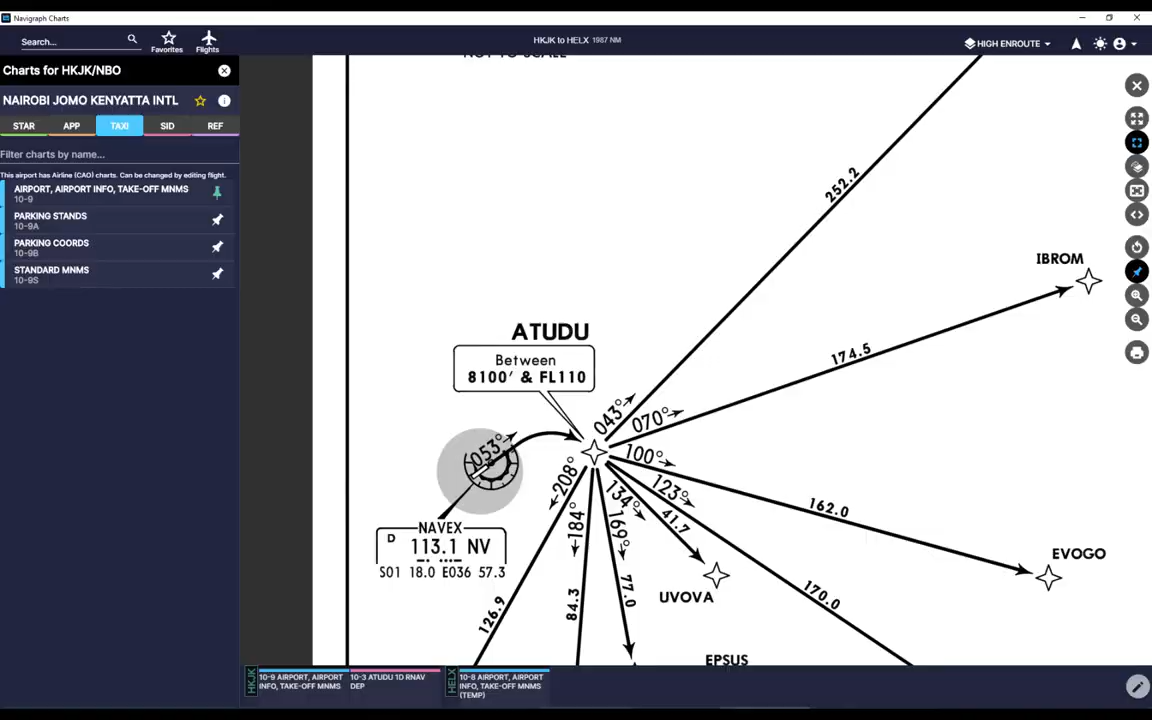 Navigraph Charts
Search...
Favorites
Flights
HKJK to HELX 1987 NM
HIGH ENROUTE
Charts for HKJK/NBO
NAIROBI JOMO KENYATTA INTL
STAR
APP
TAXI
SID
REF
Filter charts by name...
This airport has Airline (CAO) charts. Can be changed by editing flight.
AIRPORT, AIRPORT INFO, TAKE-OFF MNMS
10-9
PARKING STANDS
10-9A
PARKING COORDS
10-9B
STANDARD MNMS
10-9S
NOT TO SCALE
252.2
IBROM
174.5
ATUDU
Between
8100' & FL110
043°
070°
053°
100°
208°
123°
134°
184°
169°
41.7
162.0
NAVEX
D 113.1 NV
S01 18.0 E036 57.3
EVOGO
UVOVA
77.0
84.3
126.9
170.0
EPSUS
HKJK
10-9 AIRPORT, AIRPORT
INFO, TAKE-OFF MNMS
10-3 ATUDU 1D RNAV
DEP
HELX
10-8 AIRPORT, AIRPORT
INFO, TAKE-OFF MNMS
(TEMP)